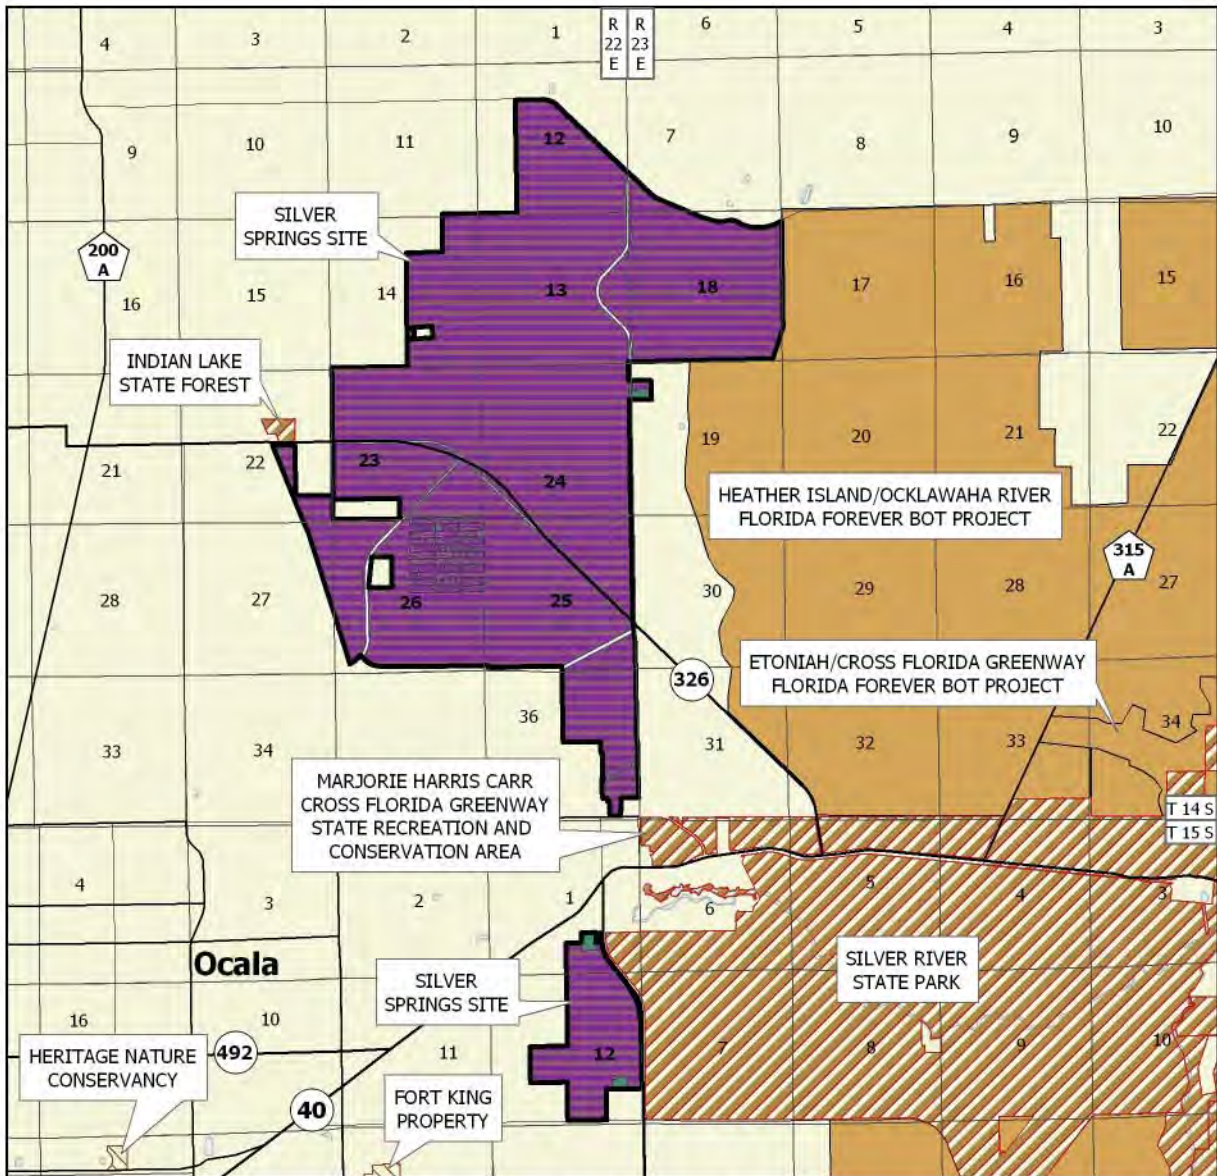 4
3
2
1
R
22
E
R
23
E
6
5
4
3
9
10
11
12
7
8
9
10
SILVER
SPRINGS SITE
200
A
16
15
14
13
18
17
16
15
INDIAN LAKE
STATE FOREST
21
22
23
24
19
20
21
22
HEATHER ISLAND/OCKLAWAHA RIVER
FLORIDA FOREVER BOT PROJECT
315
A
28
27
26
25
30
29
28
27
ETONIAH/CROSS FLORIDA GREENWAY
FLORIDA FOREVER BOT PROJECT
326
33
34
36
31
32
33
34
MARJORIE HARRIS CARR
CROSS FLORIDA GREENWAY
STATE RECREATION AND
CONSERVATION AREA
T 14 S
T 15 S
4
3
2
1
6
5
4
3
Ocala
SILVER
SPRINGS SITE
SILVER RIVER
STATE PARK
16
10
11
12
7
8
9
10
492
HERITAGE NATURE
CONSERVANCY
40
FORT KING
PROPERTY